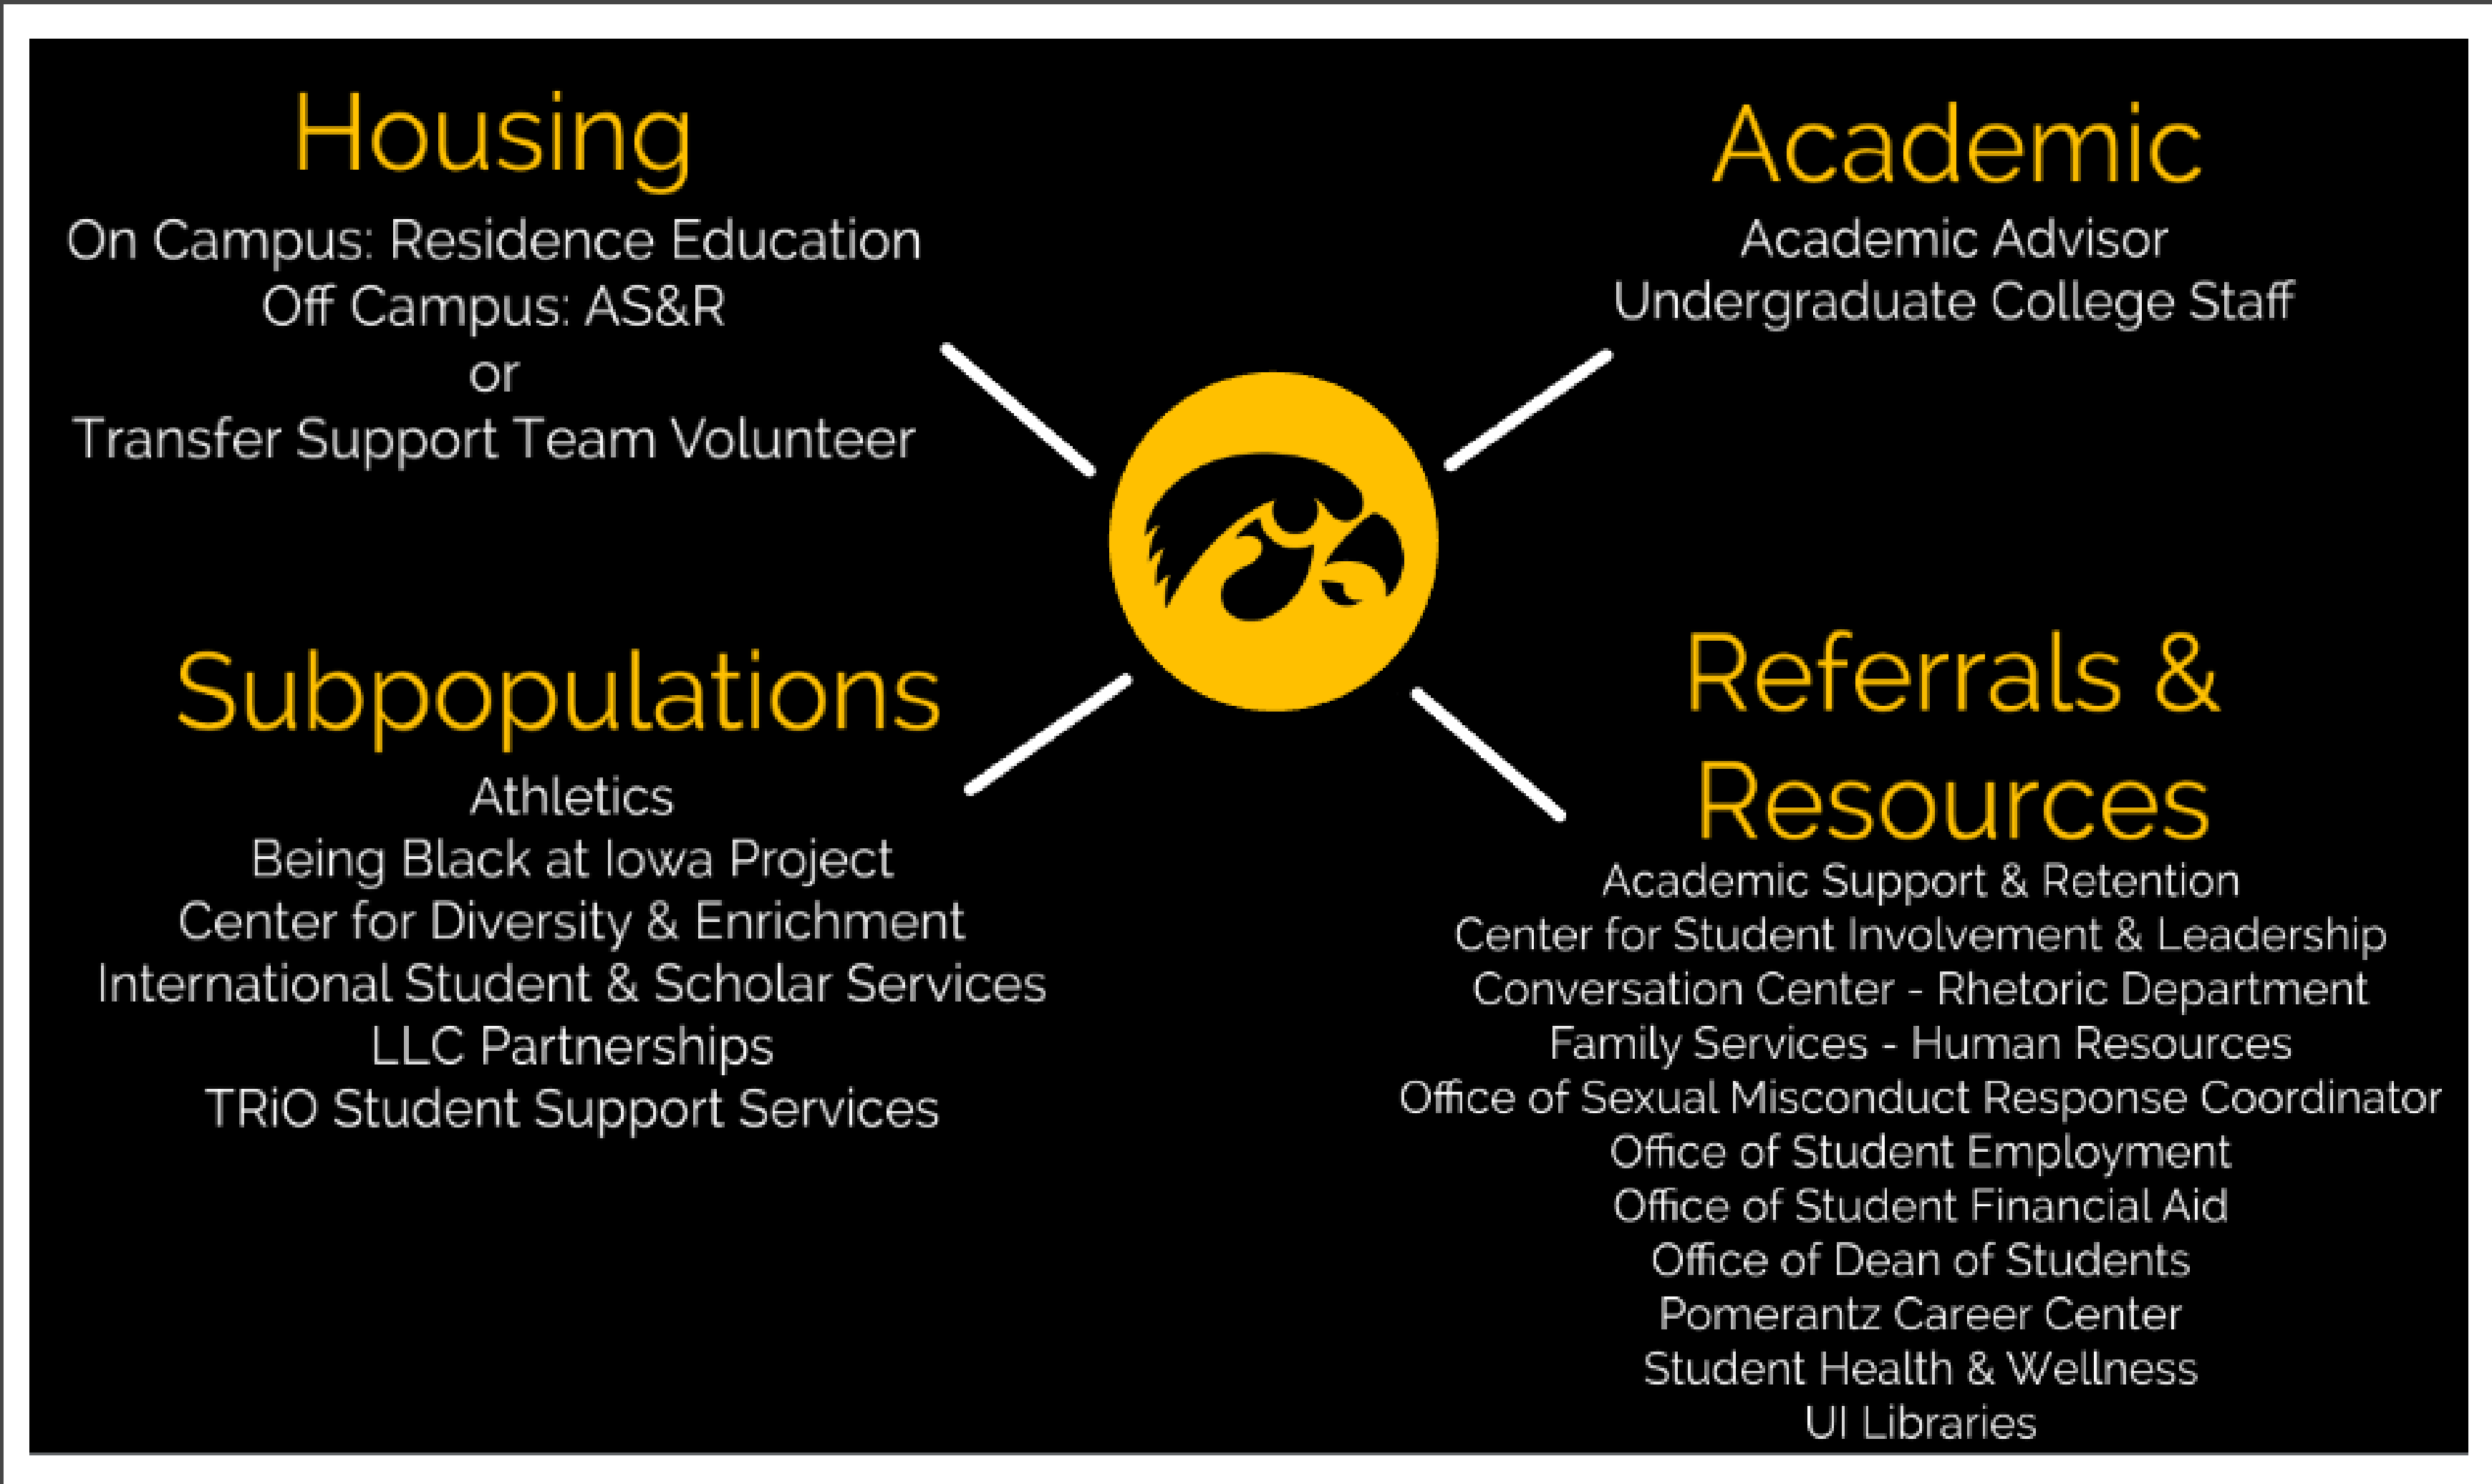 Housing
On Campus: Residence Education
Off Campus: AS&R
or
Transfer Support Team Volunteer
Academic
Academic Advisor
Undergraduate College Staff
Subpopulations
Athletics
Being Black at Iowa Project
Center for Diversity & Enrichment
International Student & Scholar Services
LLC Partnerships
TRiO Student Support Services
Referrals &
Resources
Academic Support & Retention
Center for Student Involvement & Leadership
Conversation Center - Rhetoric Department
Family Services - Human Resources
Office of Sexual Misconduct Response Coordinator
Office of Student Employment
Office of Student Financial Aid
Office of Dean of Students
Pomerantz Career Center
Student Health & Wellness
UI Libraries